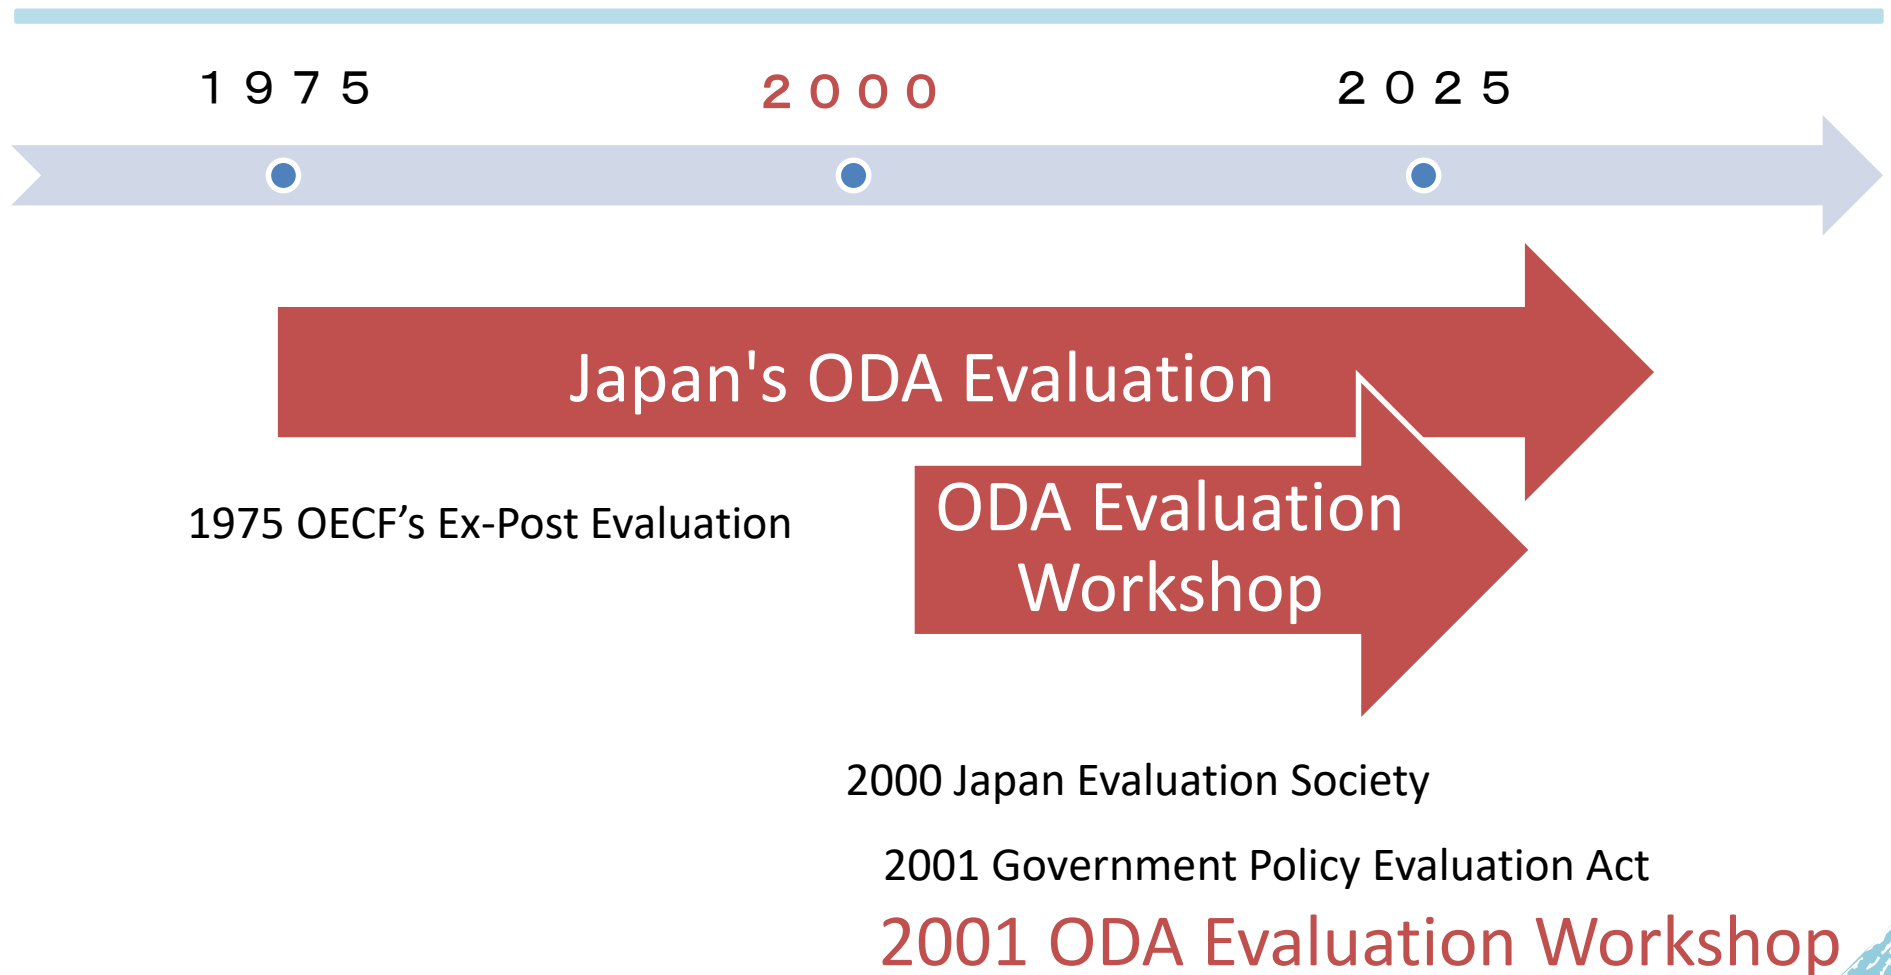 １９７５
２０００
２０２５
Japan's ODA Evaluation
1975 OECF’s Ex-Post Evaluation
ODA Evaluation
Workshop
2000 Japan Evaluation Society
2001 Government Policy Evaluation Act
2001 ODA Evaluation Workshop